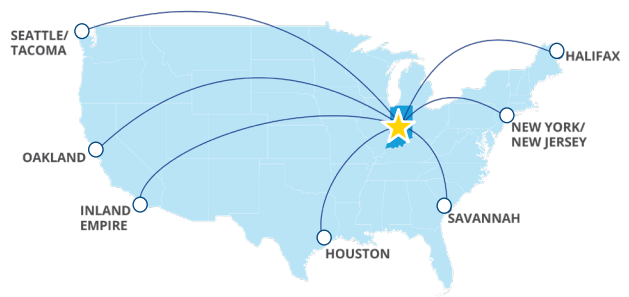 SEATTLE/
TACOMA
HALIFAX
NEW YORK/
NEW JERSEY
OAKLAND
INLAND
EMPIRE
SAVANNAH
HOUSTON